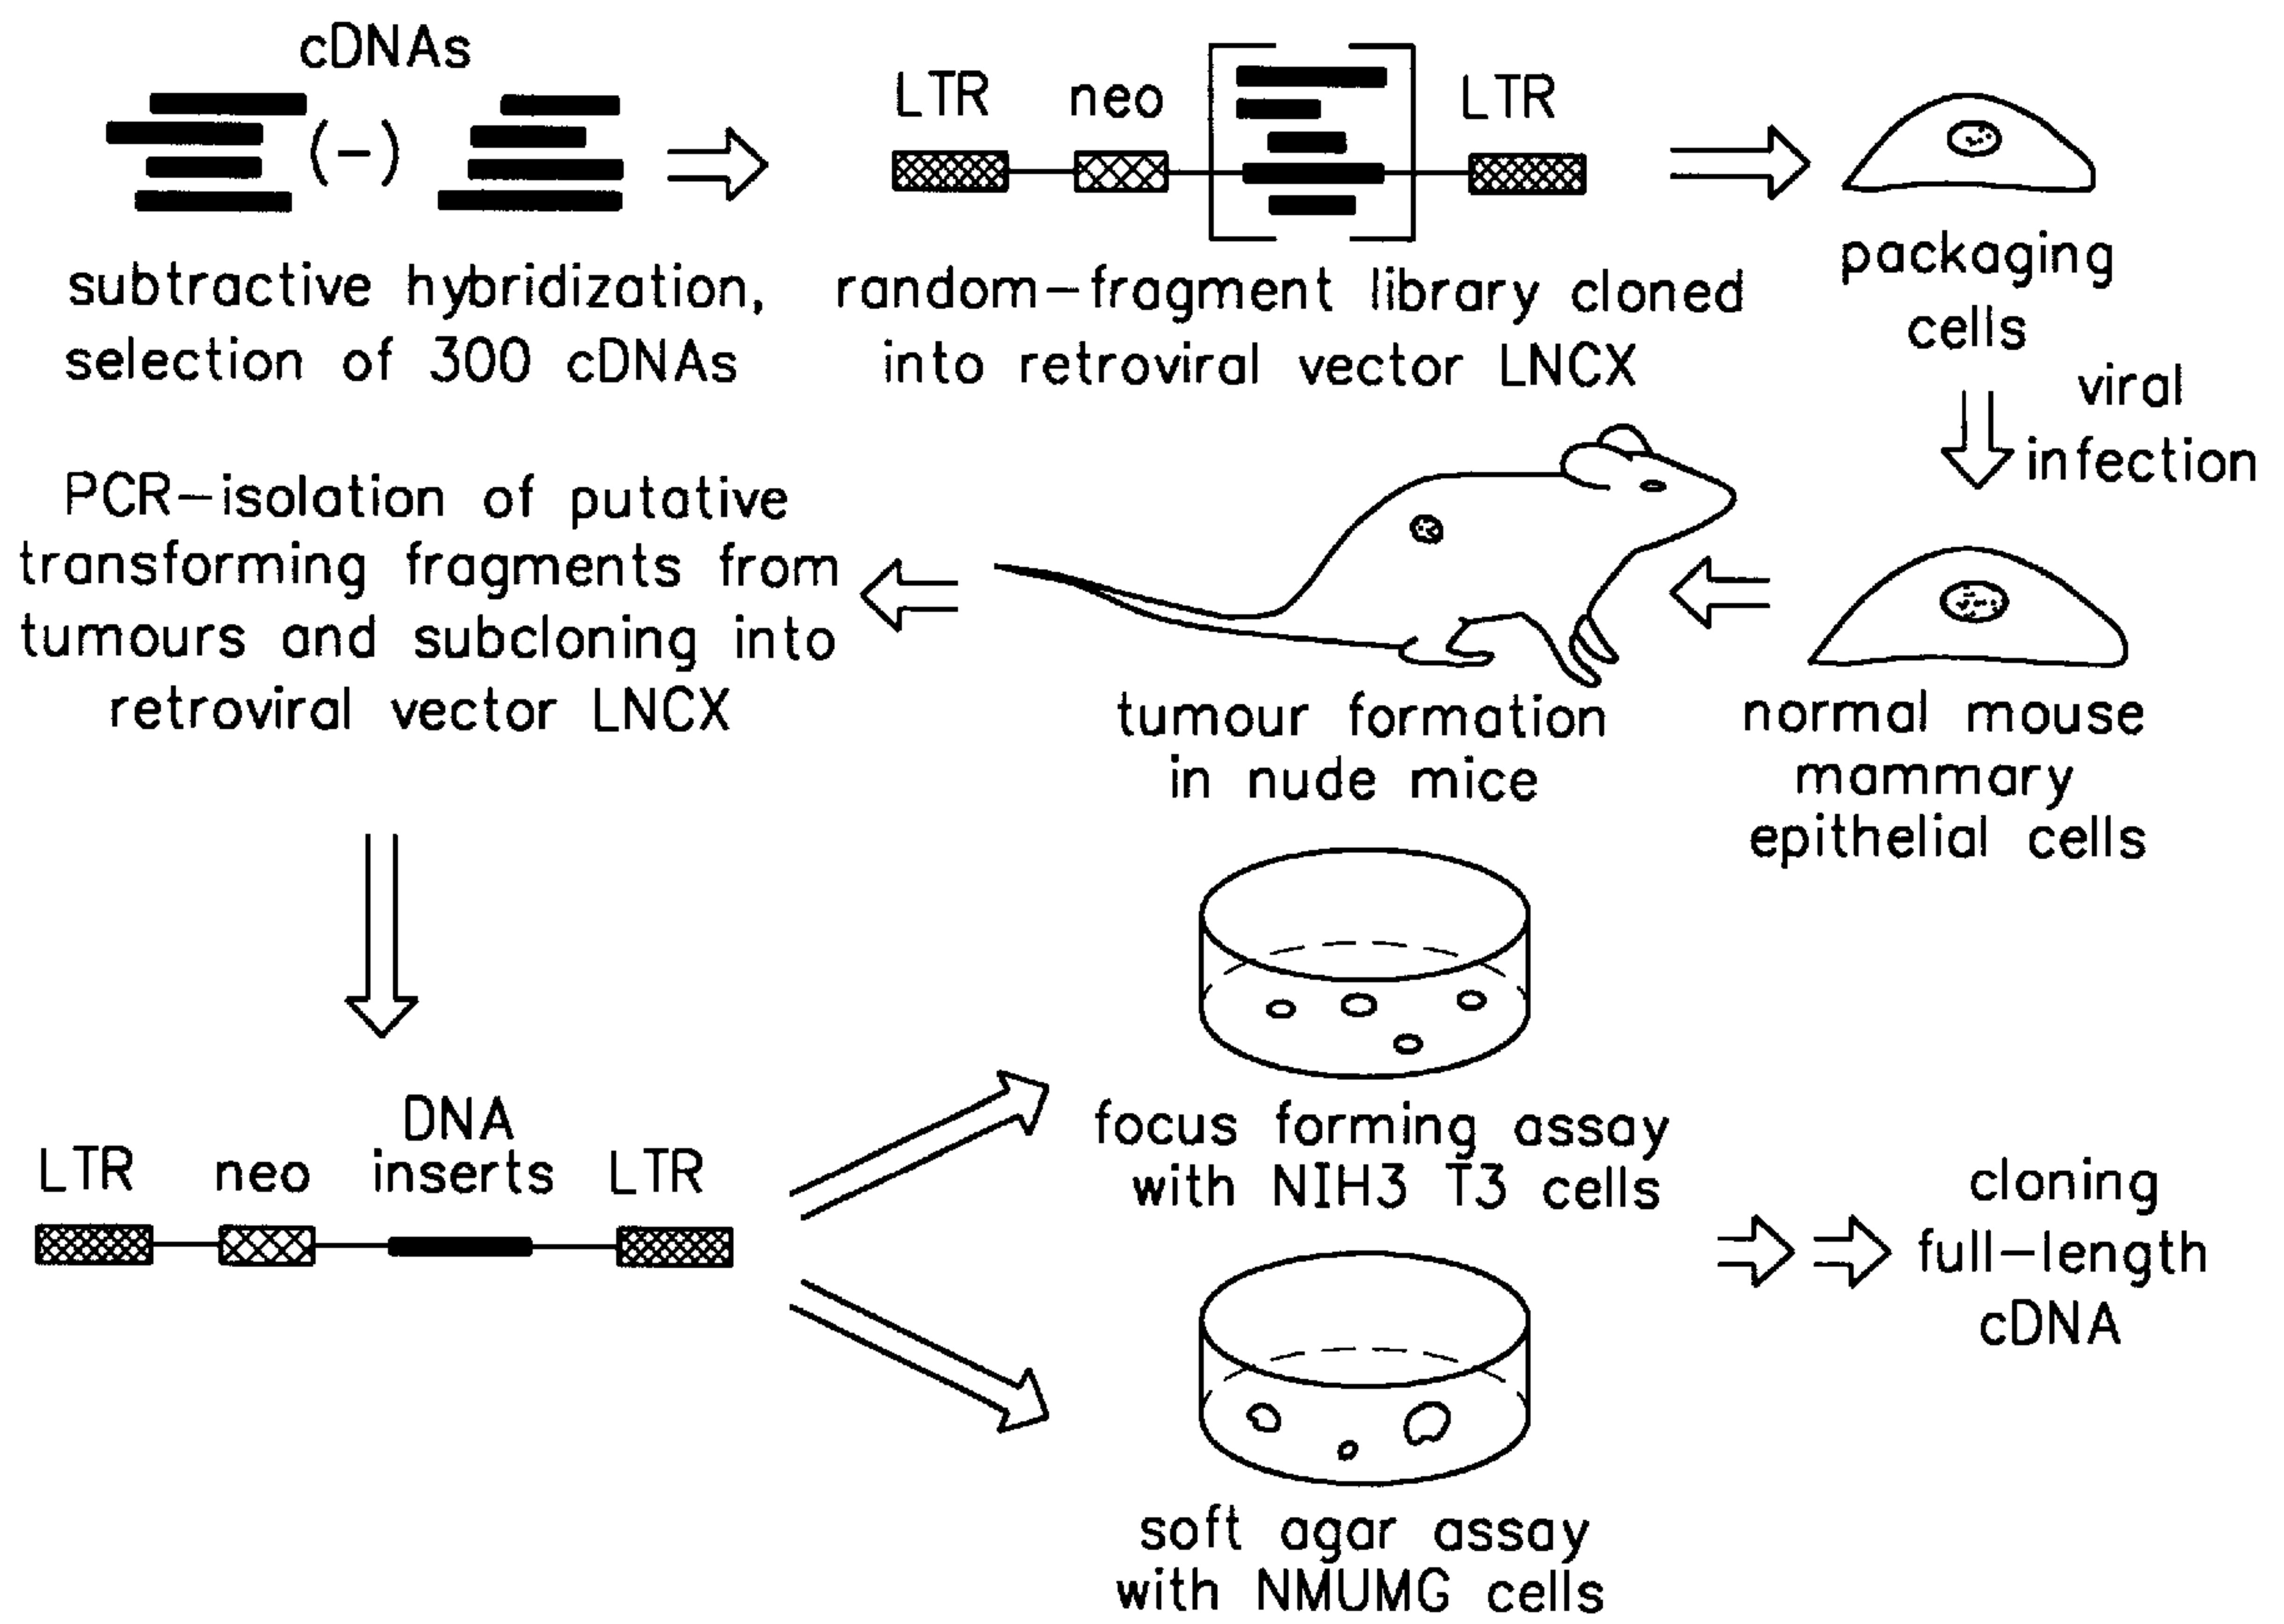 cDNAs
(-)
subtractive hybridization,
selection of 300 cDNAs
LTR neo LTR
random-fragment library cloned
into retroviral vector LNCX
packaging
cells
viral
infection
normal mouse
mammary
epithelial cells
tumour formation
in nude mice
PCR-isolation of putative
transforming fragments from
tumours and subcloning into
retroviral vector LNCX
DNA
LTR neo inserts LTR
focus forming assay
with NIH3 T3 cells
soft agar assay
with NMUMG cells
cloning
full-length
cDNA